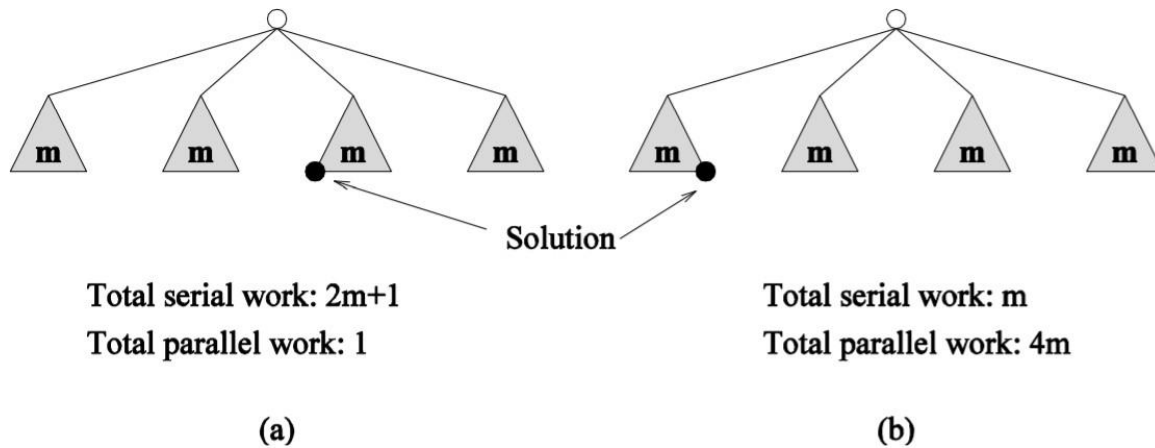 m m m m m m m m
Solution
Total serial work: 2m+1 Total serial work: m
Total parallel work: 1 Total parallel work: 4m
(a) (b)